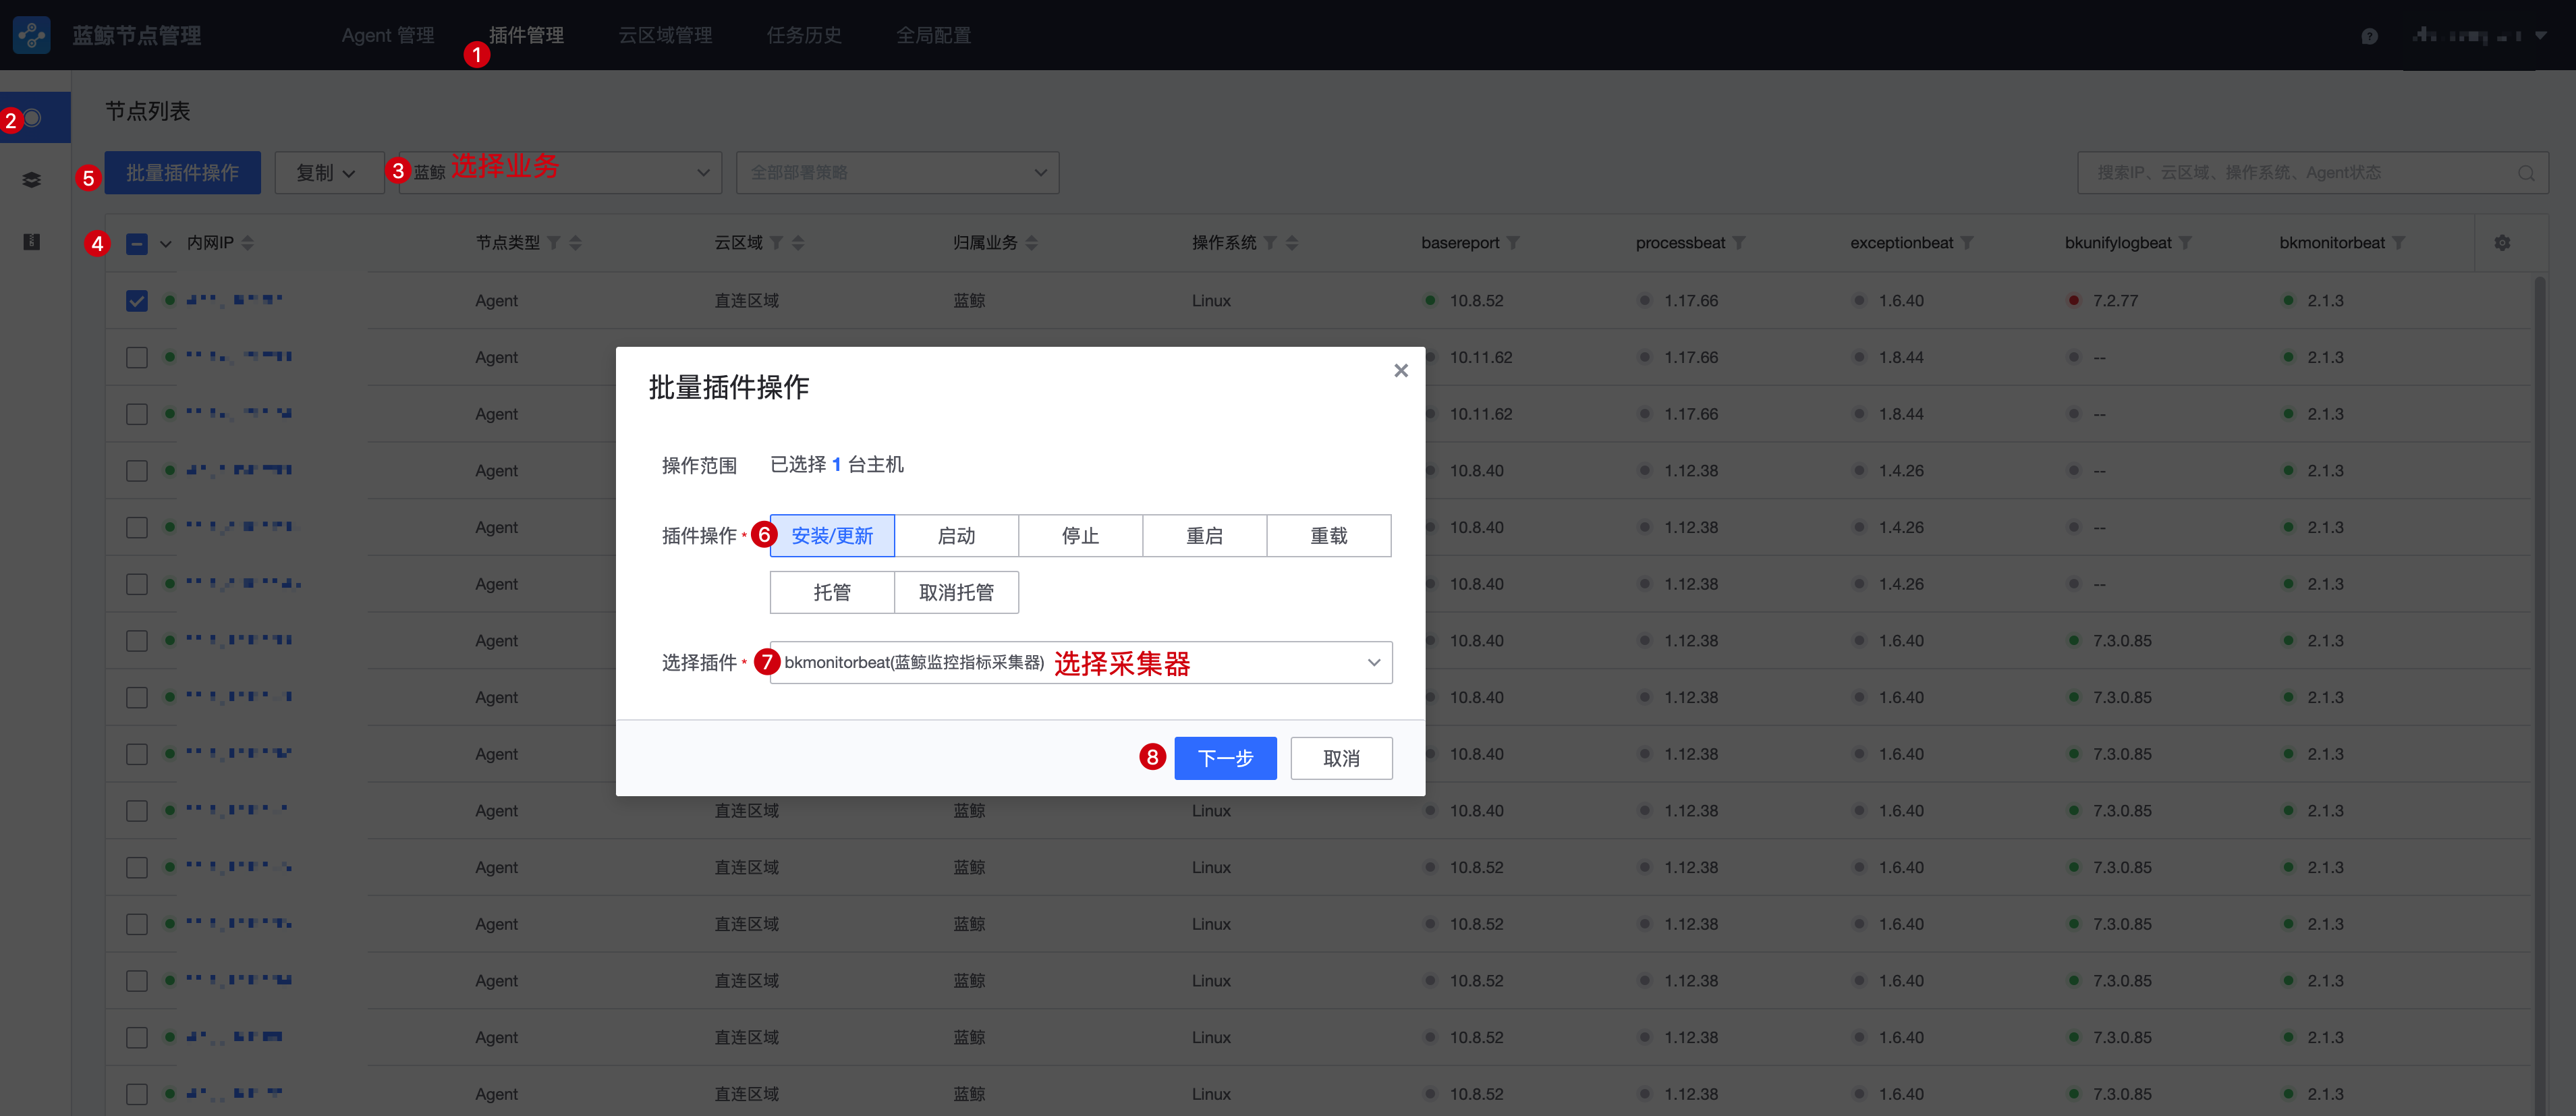 蓝鲸节点管理 Agent 管理 插件管理 云区域管理 任务历史 全局配置
1
节点列表
2
5 批量插件操作 复制 3 蓝鲸 选择业务 全部部署策略 搜索IP、云区域、操作系统、Agent状态
4 内网IP 节点类型 云区域 归属业务 操作系统 basereport processbeat exceptionbeat bkunifylogbeat bkmonitorbeat
Agent 直连区域 蓝鲸 Linux 10.8.52 1.17.66 1.6.40 7.2.77 2.1.3
Agent 10.11.62 1.17.66 1.8.44 -- 2.1.3
Agent 10.11.62 1.17.66 1.8.44 -- 2.1.3
Agent 10.8.40 1.12.38 1.4.26 -- 2.1.3
Agent 10.8.40 1.12.38 1.4.26 -- 2.1.3
Agent 10.8.40 1.12.38 1.4.26 -- 2.1.3
Agent 10.8.40 1.12.38 1.6.40 7.3.0.85 2.1.3
Agent 10.8.40 1.12.38 1.6.40 7.3.0.85 2.1.3
Agent 10.8.40 1.12.38 1.6.40 7.3.0.85 2.1.3
Agent 直连区域 蓝鲸 Linux 10.8.40 1.12.38 1.6.40 7.3.0.85 2.1.3
Agent 直连区域 蓝鲸 Linux 10.8.52 1.12.38 1.6.40 7.3.0.85 2.1.3
Agent 直连区域 蓝鲸 Linux 10.8.52 1.12.38 1.6.40 7.3.0.85 2.1.3
Agent 直连区域 蓝鲸 Linux 10.8.52 1.12.38 1.6.40 7.3.0.85 2.1.3
Agent 直连区域 蓝鲸 Linux 10.8.52 1.12.38 1.6.40 7.3.0.85 2.1.3
Agent 直连区域 蓝鲸 Linux 10.8.52 1.12.38 1.6.40 7.3.0.85 2.1.3
批量插件操作
操作范围 已选择 1 台主机
插件操作 * 6 安装/更新 启动 停止 重启 重载
托管 取消托管
选择插件 * 7 bkmonitorbeat(蓝鲸监控指标采集器) 选择采集器
8 下一步 取消